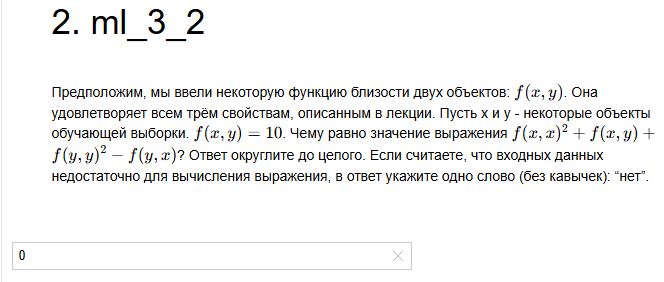 2. ml_3_2
Предположим, мы ввели некоторую функцию близости двух объектов: f(x, y). Она
удовлетворяет всем трём свойствам, описанным в лекции. Пусть x и y - некоторые объекты
обучающей выборки. f(x, y) = 10. Чему равно значение выражения f(x, x)² + f(x, y) +
f(y, y)² − f(y, x)? Ответ округлите до целого. Если считаете, что входных данных
недостаточно для вычисления выражения, в ответ укажите одно слово (без кавычек): “нет”.
0